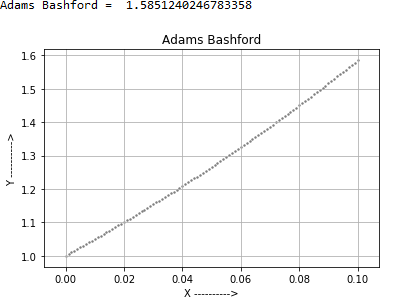 Adams Bashford =  1.5851240246783358
Adams Bashford
1.6
1.5
1.4
1.3
1.2
1.1
1.0
Y ---------->
0.00 0.02 0.04 0.06 0.08 0.10
X ---------->